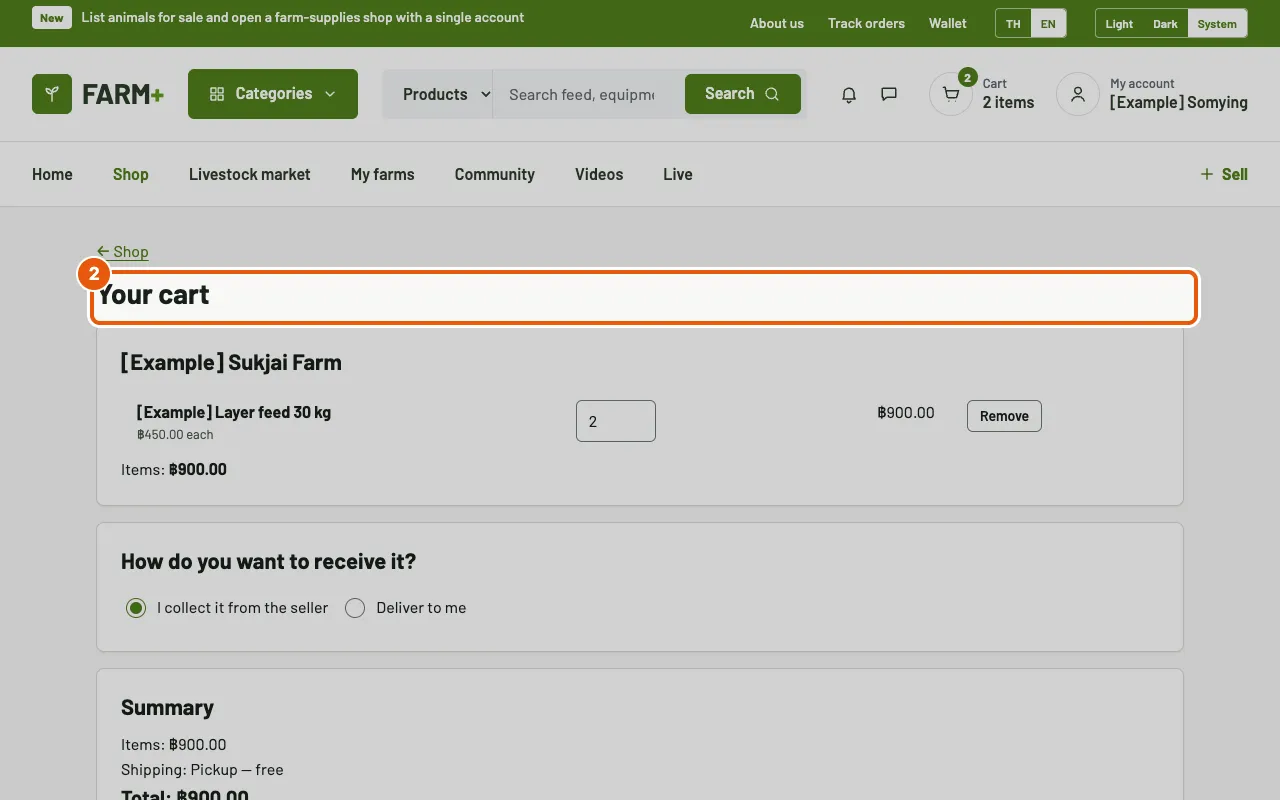 New List animals for sale and open a farm-supplies shop with a single account
About us Track orders Wallet TH EN Light Dark System
FARM+ Categories Products Search feed, equipme Search 2 Cart 2 items My account [Example] Somying
Home Shop Livestock market My farms Community Videos Live + Sell
← Shop
2
Your cart
[Example] Sukjai Farm
[Example] Layer feed 30 kg 2 ฿900.00 Remove
฿450.00 each
Items: ฿900.00
How do you want to receive it?
I collect it from the seller Deliver to me
Summary
Items: ฿900.00
Shipping: Pickup — free
Total: ฿900.00